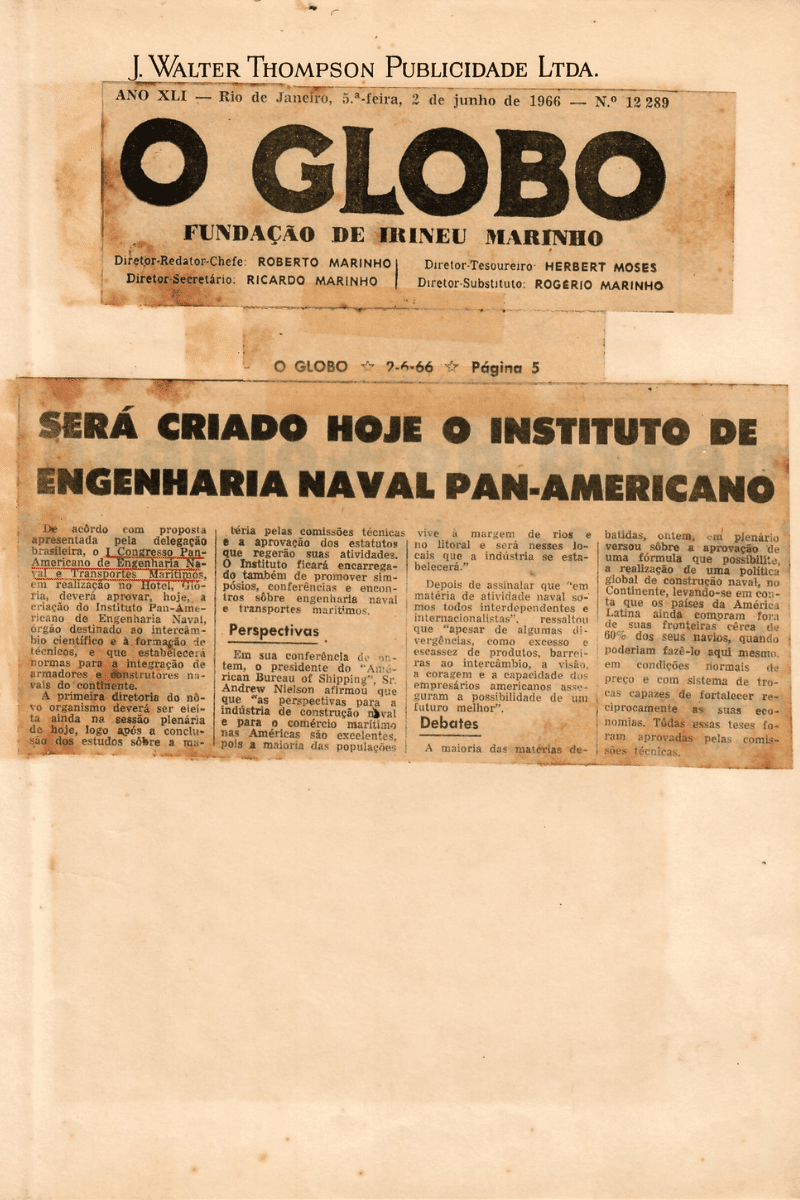 J. WALTER THOMPSON PUBLICIDADE LTDA.
ANO XLI — Rio de Janeiro, 5.ª-feira, 2 de junho de 1966 — N.º 12 289
O GLOBO
FUNDAÇÃO DE IRINEU MARINHO
Diretor-Redator-Chefe: ROBERTO MARINHO
Diretor-Secretário: RICARDO MARINHO
Diretor-Tesoureiro: HERBERT MOSES
Diretor-Substituto: ROGÉRIO MARINHO
O GLOBO ☆ 2-6-66 ☆ Página 5
SERÁ CRIADO HOJE O INSTITUTO DE
ENGENHARIA NAVAL PAN-AMERICANO
De acôrdo com proposta
apresentada pela delegação
brasileira, o I Congresso Pan-
Americano de Engenharia Na-
val e Transportes Marítimos,
em realização no Hotel, Gló-
ria, deverá aprovar, hoje, a
criação do Instituto Pan-Ame-
ricano de Engenharia Naval,
órgão destinado ao intercâm-
bio científico e à formação de
técnicos, e que estabelecerá
normas para a integração de
armadores e construtores na-
vais do continente.
A primeira diretoria do nô-
vo organismo deverá ser elei-
ta ainda na sessão plenária
de hoje, logo após a conclu-
são dos estudos sôbre a ma-
téria pelas comissões técnicas
e a aprovação dos estatutos
que regerão suas atividades.
O Instituto ficará encarrega-
do também de promover sim-
pósios, conferências e encon-
tros sôbre engenharia naval
e transportes marítimos.
Perspectivas
Em sua conferência de on-
tem, o presidente do "Amé-
rican Bureau of Shipping", Sr.
Andrew Nielson afirmou que
que "as perspectivas para a
indústria de construção naval
e para o comércio marítimo
nas Américas são excelentes,
pois a maioria das populações
vive à margem de rios e
no litoral e será nesses lo-
cais que a indústria se esta-
belecerá."
Depois de assinalar que "em
matéria de atividade naval so-
mos todos interdependentes e
internacionalistas", ressaltou
que "apesar de algumas di-
vergências, como excesso e
escassez de produtos, barrei-
ras ao intercâmbio, a visão,
a coragem e a capacidade dos
empresários americanos asse-
guram a possibilidade de um
futuro melhor".
Debates
A maioria das matérias de-
batidas, ontem, em plenário
versou sôbre a aprovação de
uma fórmula que possibilite,
a realização de uma política
global de construção naval, no
Continente, levando-se em con-
ta que os países da América
Latina ainda compram fora
de suas fronteiras cêrca de
60% dos seus navios, quando
poderiam fazê-lo aqui mesmo,
em condições normais de
preço e com sistema de tro-
cas capazes de fortalecer re-
ciprocamente as suas eco-
nomias. Tôdas essas teses fo-
ram aprovadas pelas comis-
sões técnicas.